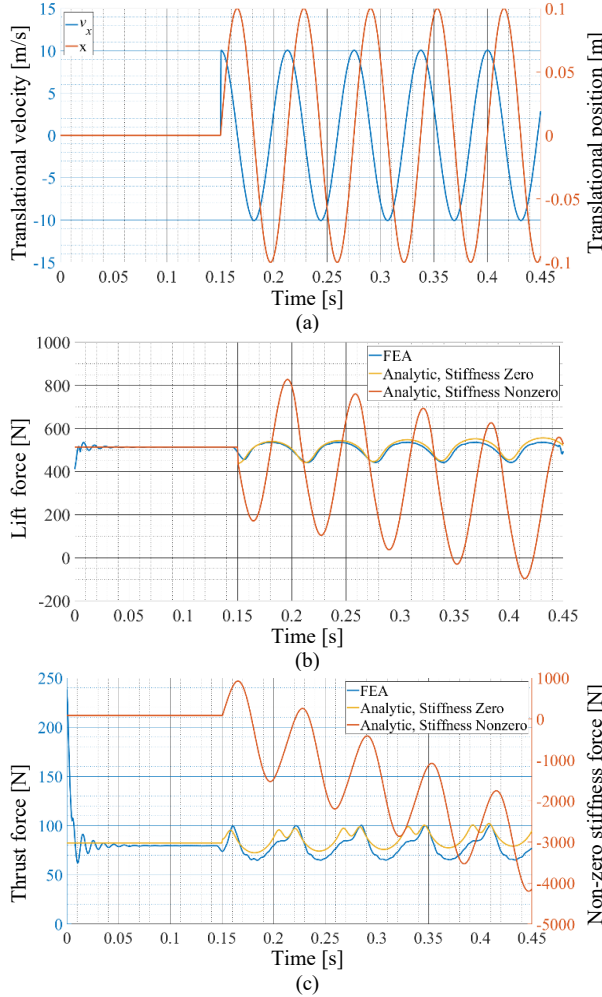 v_x
x
Translational velocity [m/s]
15
10
5
0
-5
-10
-15
0.1
0.05
0
-0.05
-0.1
Translational position [m]
0 0.05 0.1 0.15 0.2 0.25 0.3 0.35 0.4 0.45
Time [s]
(a)
FEA
Analytic, Stiffness Zero
Analytic, Stiffness Nonzero
Lift force [N]
1000
800
600
400
200
0
-200
0 0.05 0.1 0.15 0.2 0.25 0.3 0.35 0.4 0.45
Time [s]
(b)
FEA
Analytic, Stiffness Zero
Analytic, Stiffness Nonzero
Thrust force [N]
250
200
150
100
50
0
1000
0
-1000
-2000
-3000
-4000
-5000
Non-zero stiffness force [N]
0 0.05 0.1 0.15 0.2 0.25 0.3 0.35 0.4 0.45
Time [s]
(c)